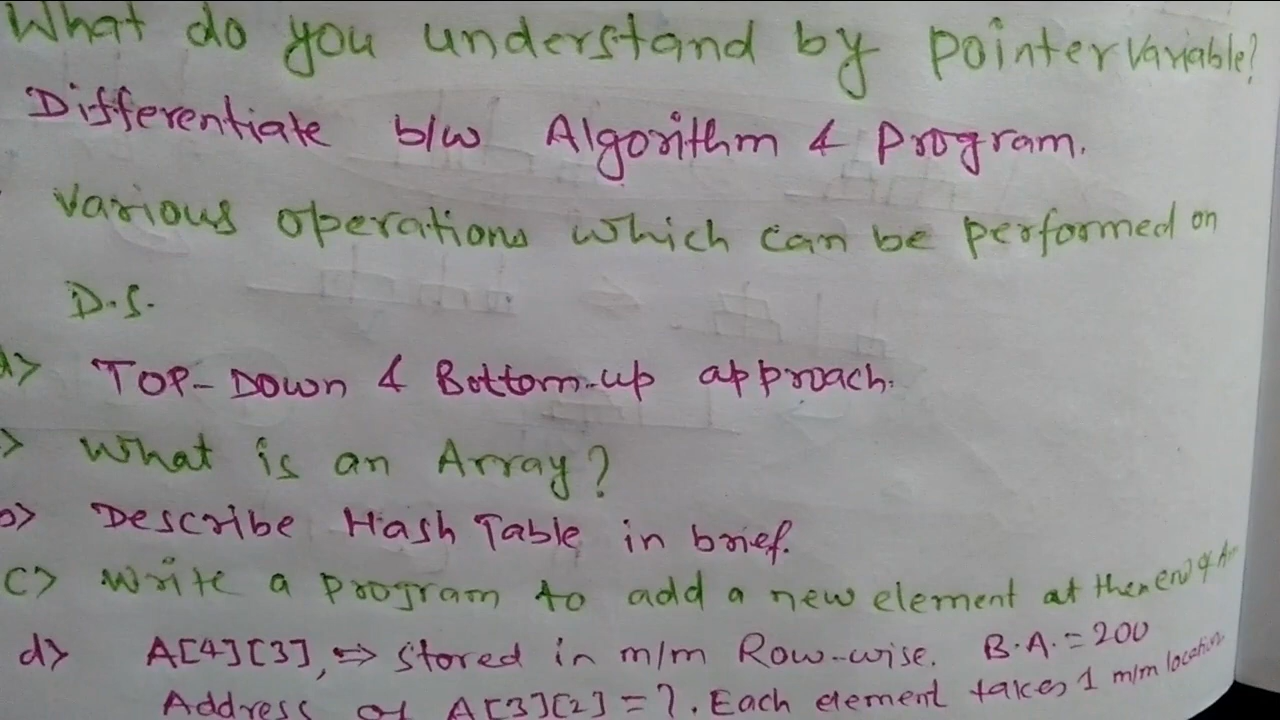 What do you understand by pointer variable?
Differentiate b/w Algorithm & Program.
various operations which can be performed on
D.S.
d> TOP-DOWN & Bottom-up approach.
> What is an Array?
b> Describe Hash Table in brief.
c> Write a program to add a new element at the end of
d> A[4][3], => stored in m/m Row-wise. B.A. = 200
Address of A[3][2] = ?. Each element takes 1 m/m location